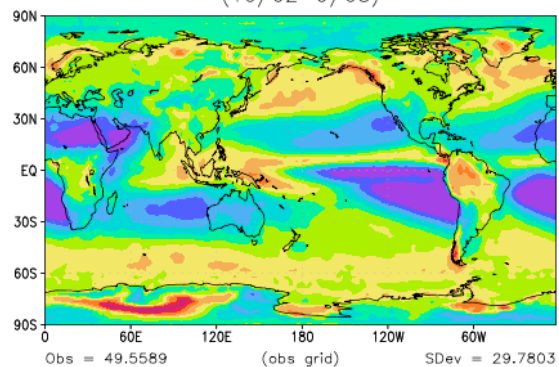 90N
60N
30N
EQ
30S
60S
90S
0 60E 120E 180 120W 60W
Obs = 49.5589 (obs grid) SDev = 29.7803